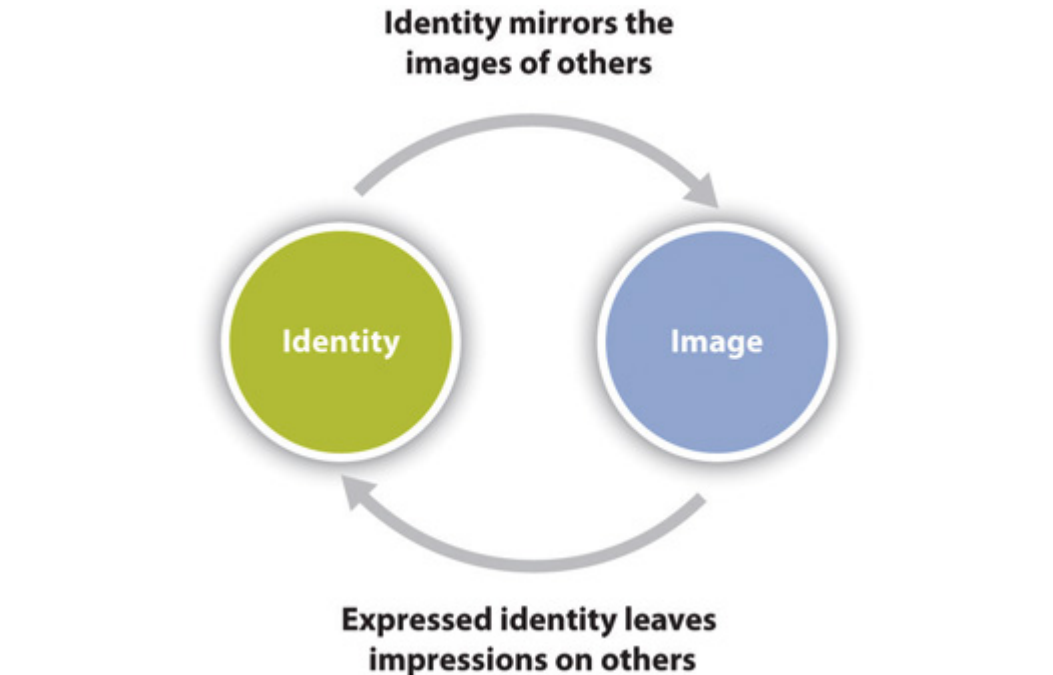 Identity mirrors the
images of others
Identity
Image
Expressed identity leaves
impressions on others